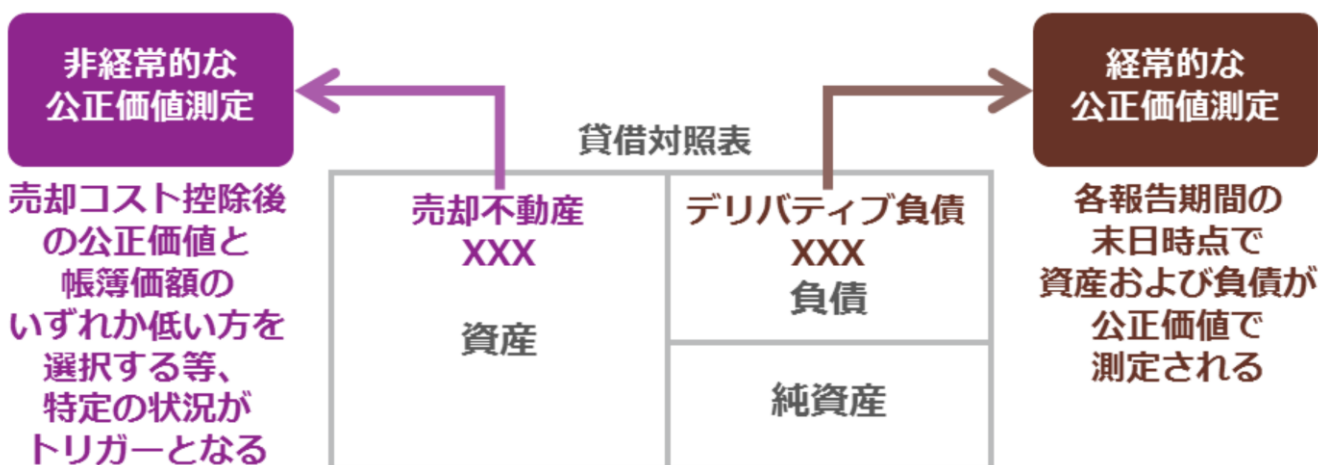 非経常的な
公正価値測定
売却コスト控除後
の公正価値と
帳簿価額の
いずれか低い方を
選択する等、
特定の状況が
トリガーとなる
貸借対照表
売却不動産
XXX
資産
デリバティブ負債
XXX
負債
純資産
経常的な
公正価値測定
各報告期間の
末日時点で
資産および負債が
公正価値で
測定される